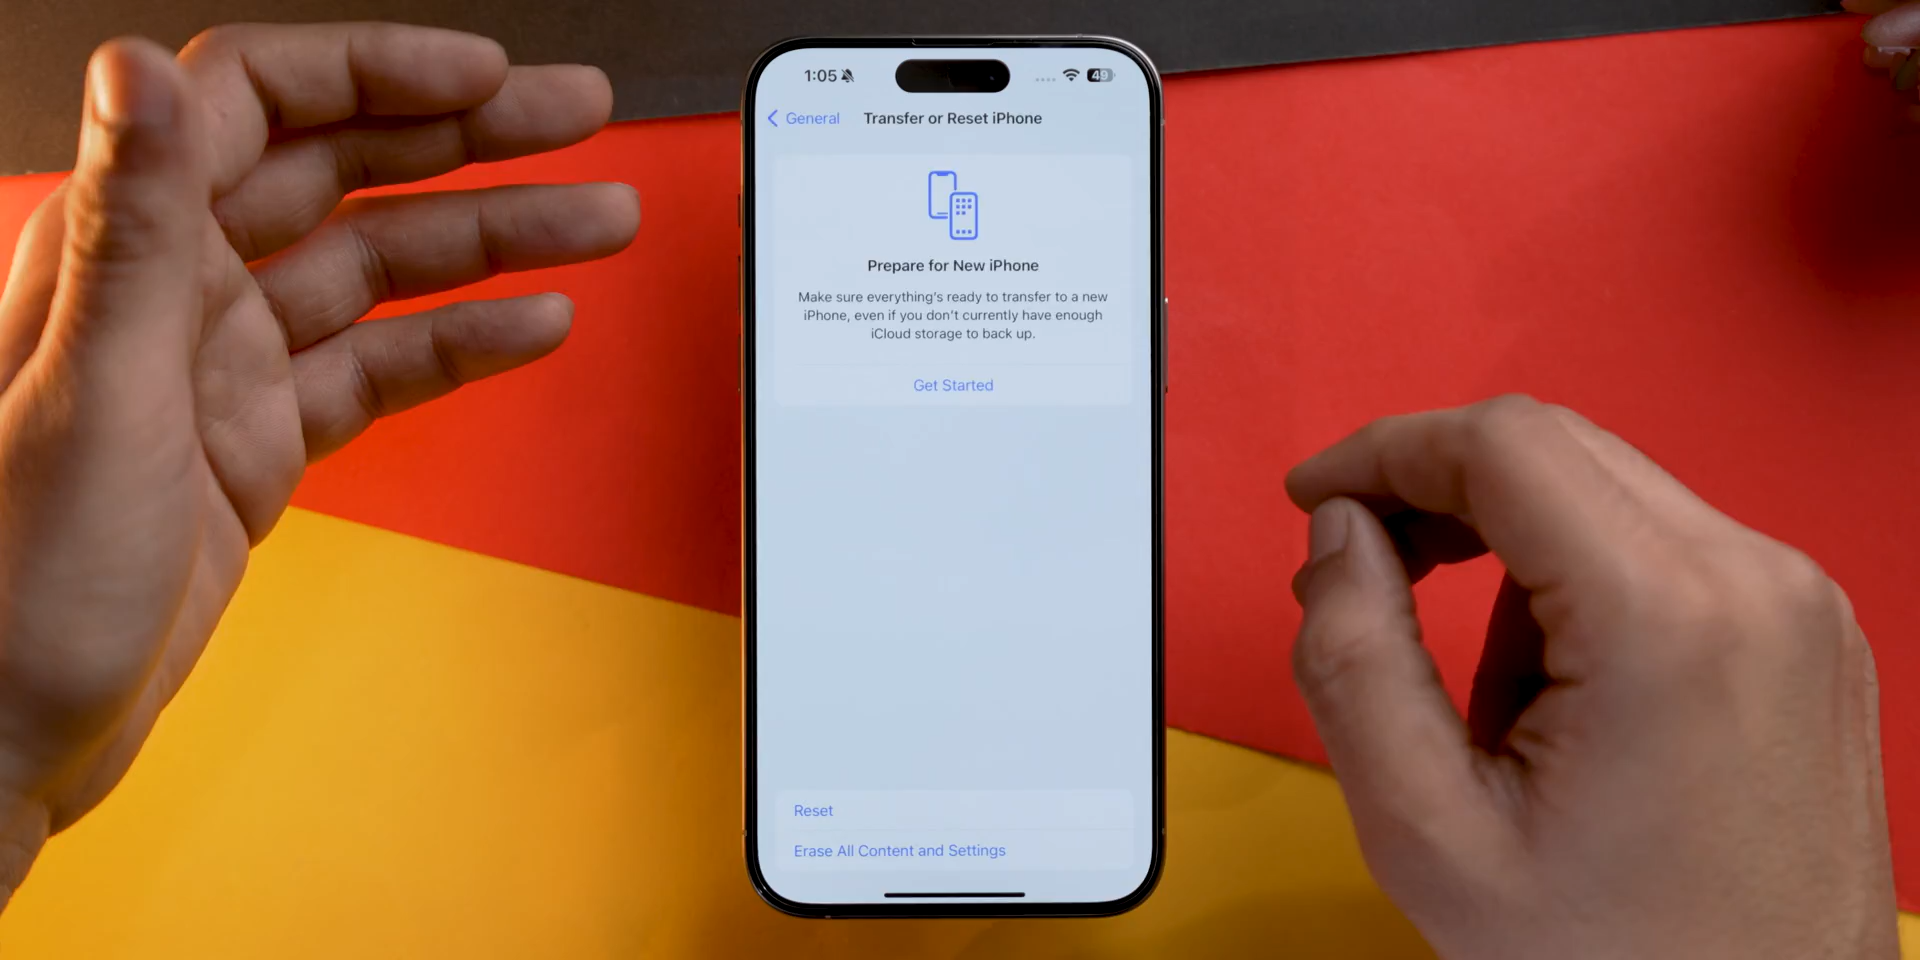 1:05
49
General
Transfer or Reset iPhone
Prepare for New iPhone
Make sure everything's ready to transfer to a new
iPhone, even if you don't currently have enough
iCloud storage to back up.
Get Started
Reset
Erase All Content and Settings